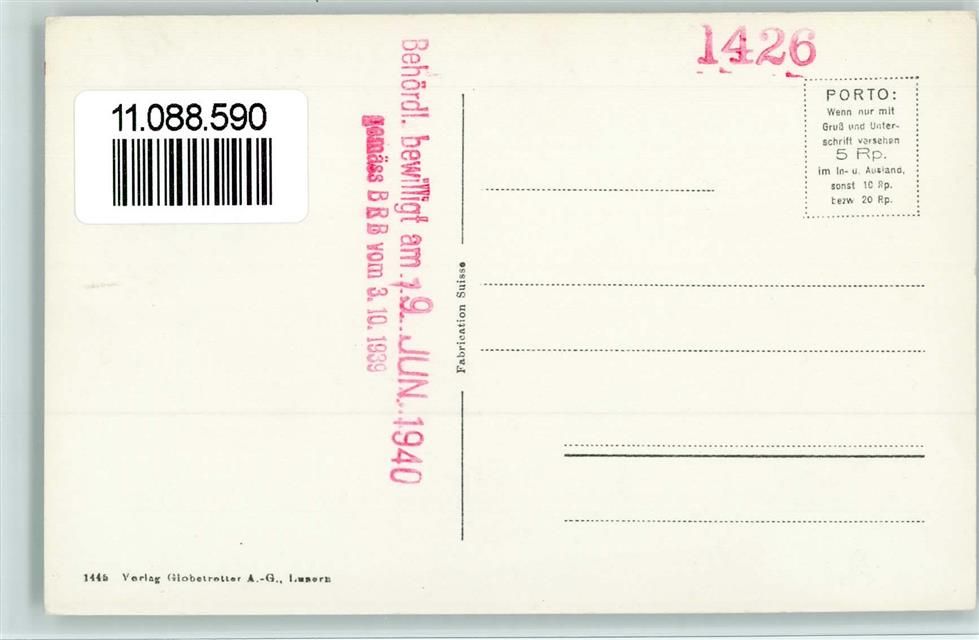 1426
11.088.590
Behördl. bewilligt am 19. JUN. 1940
gemäss BRB vom 3. 10. 1939
Fabrication Suisse
PORTO:
Wenn nur mit
Gruß und Unter-
schrift versehen
5 Rp.
im In- u. Ausland,
sonst 10 Rp.
bezw 20 Rp.
1445 Verlag Globetrotter A.-G., Luzern